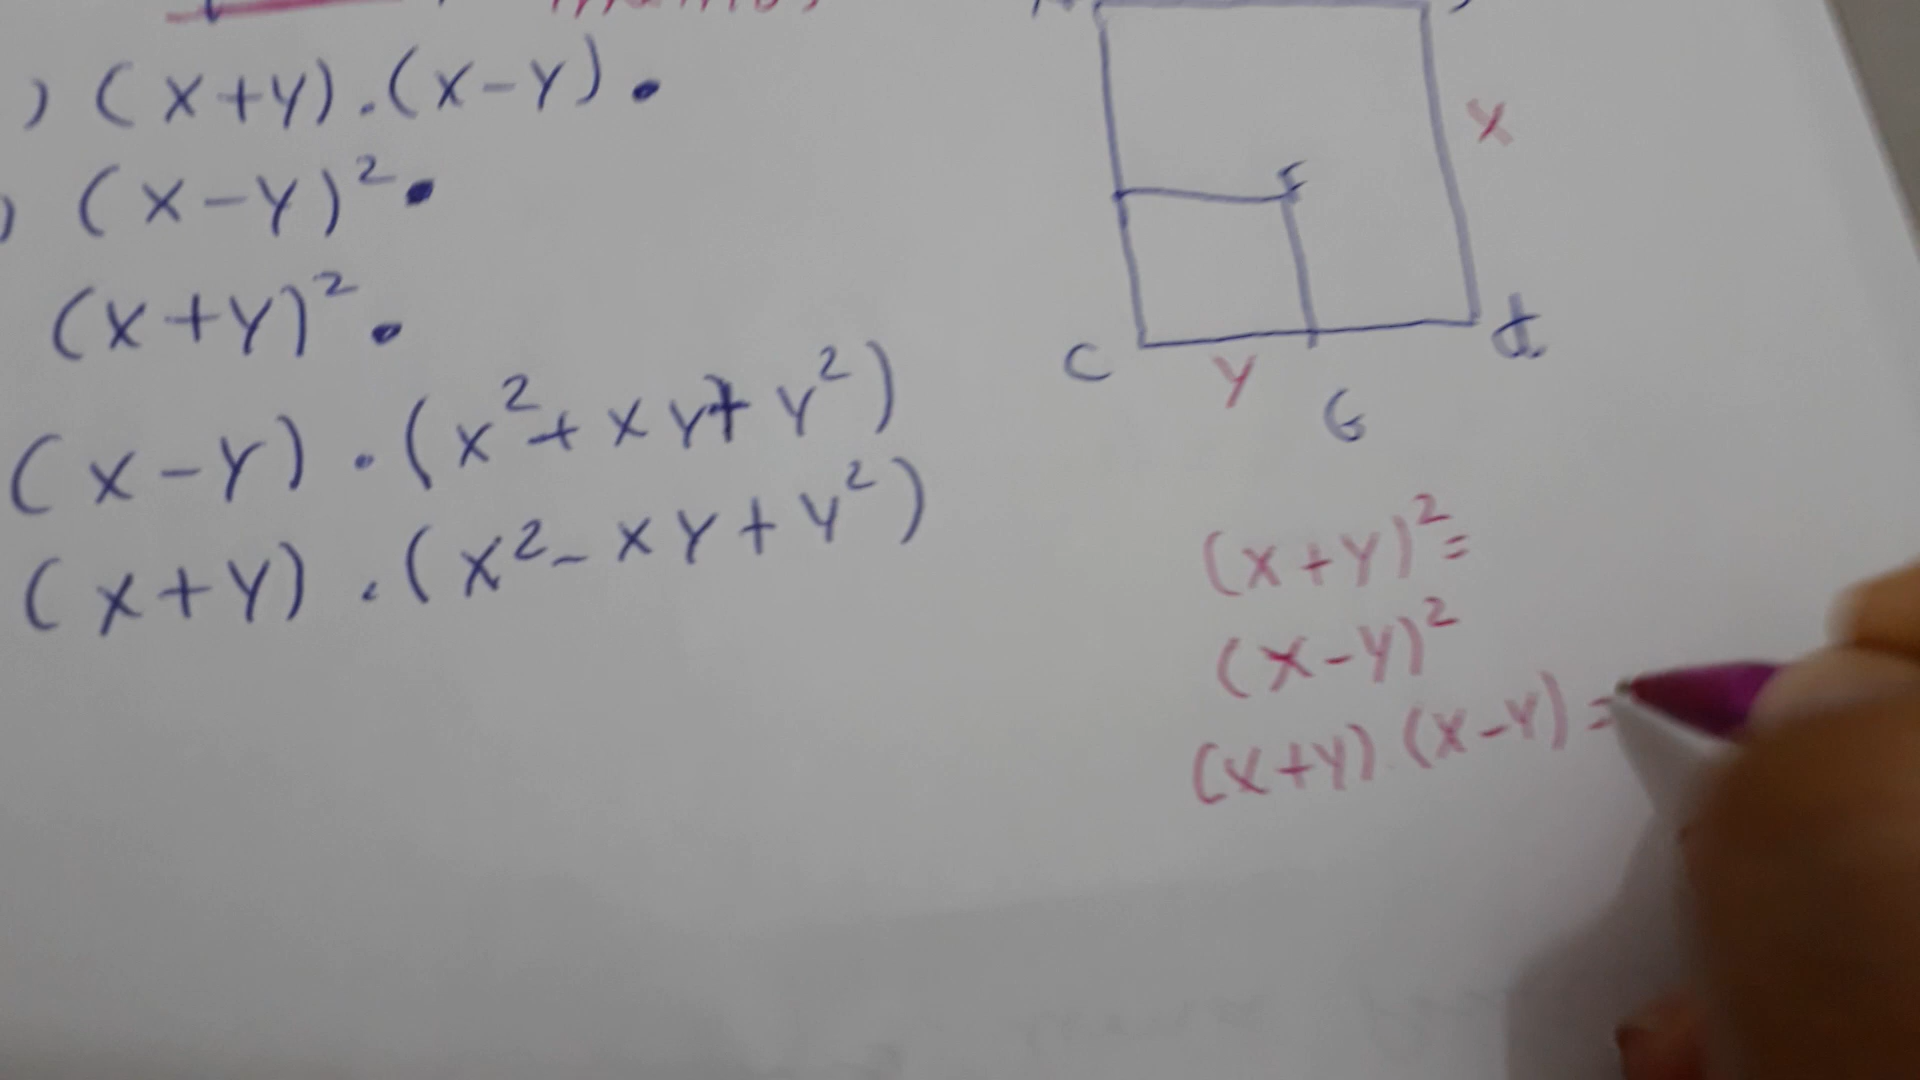 ) (x+y).(x-y).
) (x-y)².
(x+y)².
(x-y).(x²+xy+y²)
(x+y).(x²-xy+y²)
x
F
C
y
G
d
(x+y)²=
(x-y)²
(x+y)(x-y)=